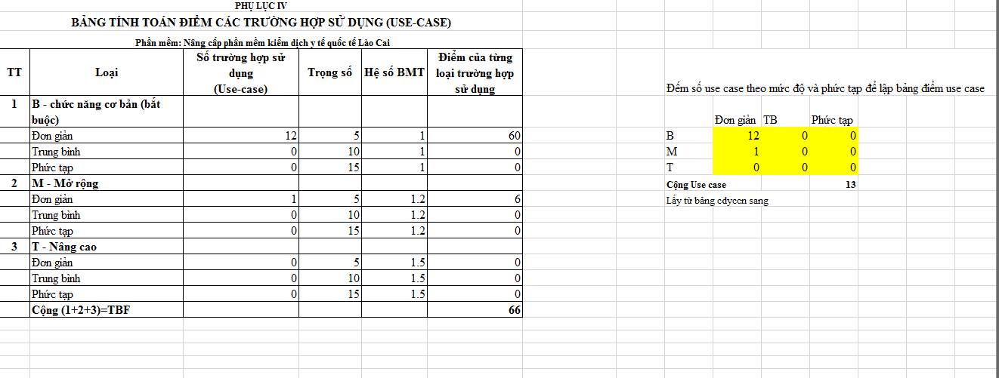 PHỤ LỤC IV
BẢNG TÍNH TOÁN ĐIỂM CÁC TRƯỜNG HỢP SỬ DỤNG (USE-CASE)
Phần mềm: Nâng cấp phần mềm kiểm dịch y tế quốc tế Lào Cai
TT Loại Số trường hợp sử dụng (Use-case) Trọng số Hệ số BMT Điểm của từng loại trường hợp sử dụng
1 B - chức năng cơ bản (bắt buộc)
Đơn giản 12 5 1 60
Trung bình 0 10 1 0
Phức tạp 0 15 1 0
2 M - Mở rộng
Đơn giản 1 5 1.2 6
Trung bình 0 10 1.2 0
Phức tạp 0 15 1.2 0
3 T - Nâng cao
Đơn giản 0 5 1.5 0
Trung bình 0 10 1.5 0
Phức tạp 0 15 1.5 0
Cộng (1+2+3)=TBF 66
Đếm số use case theo mức độ và phức tạp để lập bảng điểm use case
Đơn giản TB Phức tạp
B 12 0 0
M 1 0 0
T 0 0 0
Cộng Use case 13
Lấy từ bảng cdyccn sang